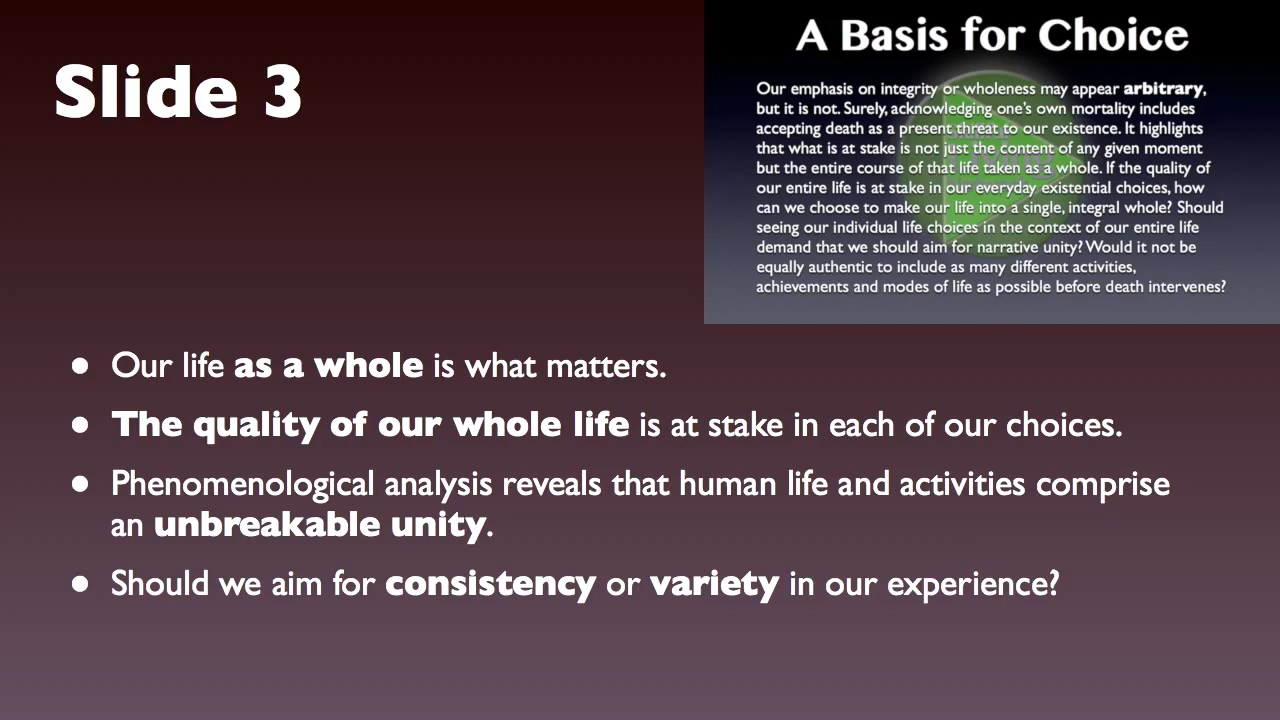 Slide 3
A Basis for Choice
Our emphasis on integrity or wholeness may appear arbitrary,
but it is not. Surely, acknowledging one's own mortality includes
accepting death as a present threat to our existence. It highlights
that what is at stake is not just the content of any given moment
but the entire course of that life taken as a whole. If the quality of
our entire life is at stake in our everyday existential choices, how
can we choose to make our life into a single, integral whole? Should
seeing our individual life choices in the context of our entire life
demand that we should aim for narrative unity? Would it not be
equally authentic to include as many different activities,
achievements and modes of life as possible before death intervenes?
● Our life as a whole is what matters.
● The quality of our whole life is at stake in each of our choices.
● Phenomenological analysis reveals that human life and activities comprise
an unbreakable unity.
● Should we aim for consistency or variety in our experience?